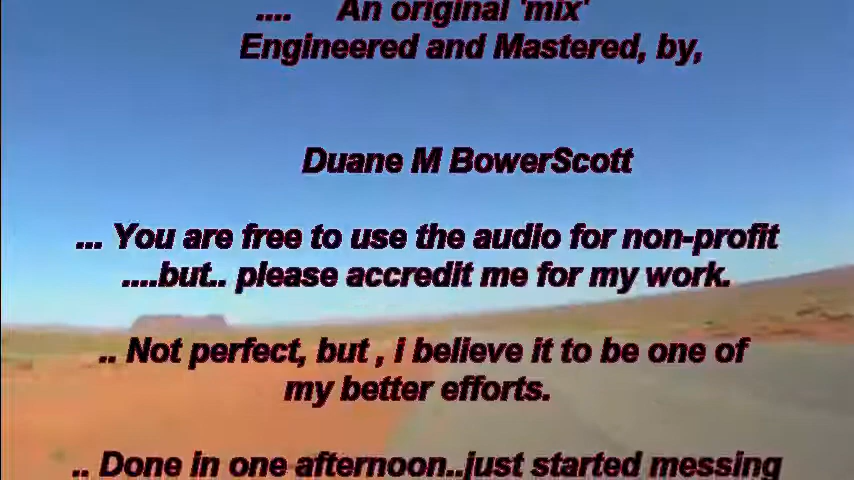 .... An original 'mix'
Engineered and Mastered, by,
Duane M BowerScott
... You are free to use the audio for non-profit
....but.. please accredit me for my work.
.. Not perfect, but , i believe it to be one of
my better efforts.
.. Done in one afternoon..just started messing